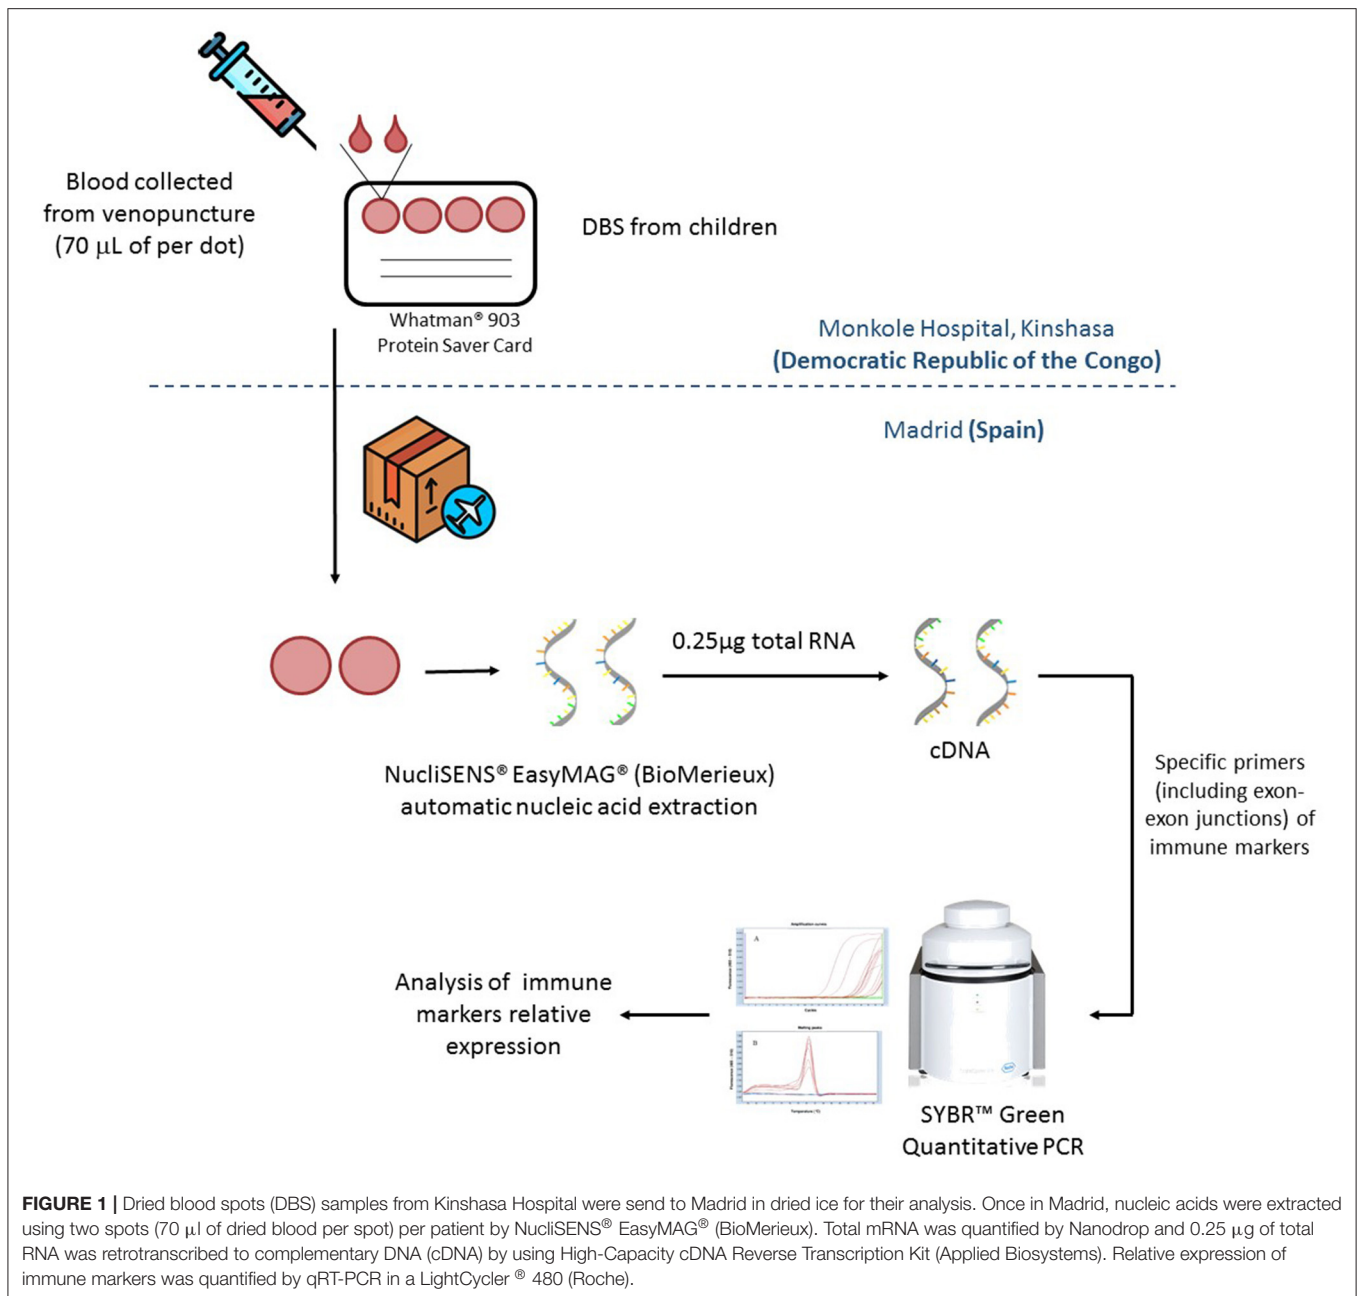 Blood collected
from venopuncture
(70 μL of per dot)
DBS from children
Whatman® 903
Protein Saver Card
Monkole Hospital, Kinshasa
(Democratic Republic of the Congo)
Madrid (Spain)
0.25μg total RNA
cDNA
NucliSENS® EasyMAG® (BioMerieux)
automatic nucleic acid extraction
Specific primers
(including exon-
exon junctions) of
immune markers
Amplification curves
A
Cycles
Melting peaks
B
Temperature (°C)
Analysis of immune
markers relative
expression
SYBR™ Green
Quantitative PCR
FIGURE 1 | Dried blood spots (DBS) samples from Kinshasa Hospital were send to Madrid in dried ice for their analysis. Once in Madrid, nucleic acids were extracted
using two spots (70 μl of dried blood per spot) per patient by NucliSENS® EasyMAG® (BioMerieux). Total mRNA was quantified by Nanodrop and 0.25 μg of total
RNA was retrotranscribed to complementary DNA (cDNA) by using High-Capacity cDNA Reverse Transcription Kit (Applied Biosystems). Relative expression of
immune markers was quantified by qRT-PCR in a LightCycler ® 480 (Roche).